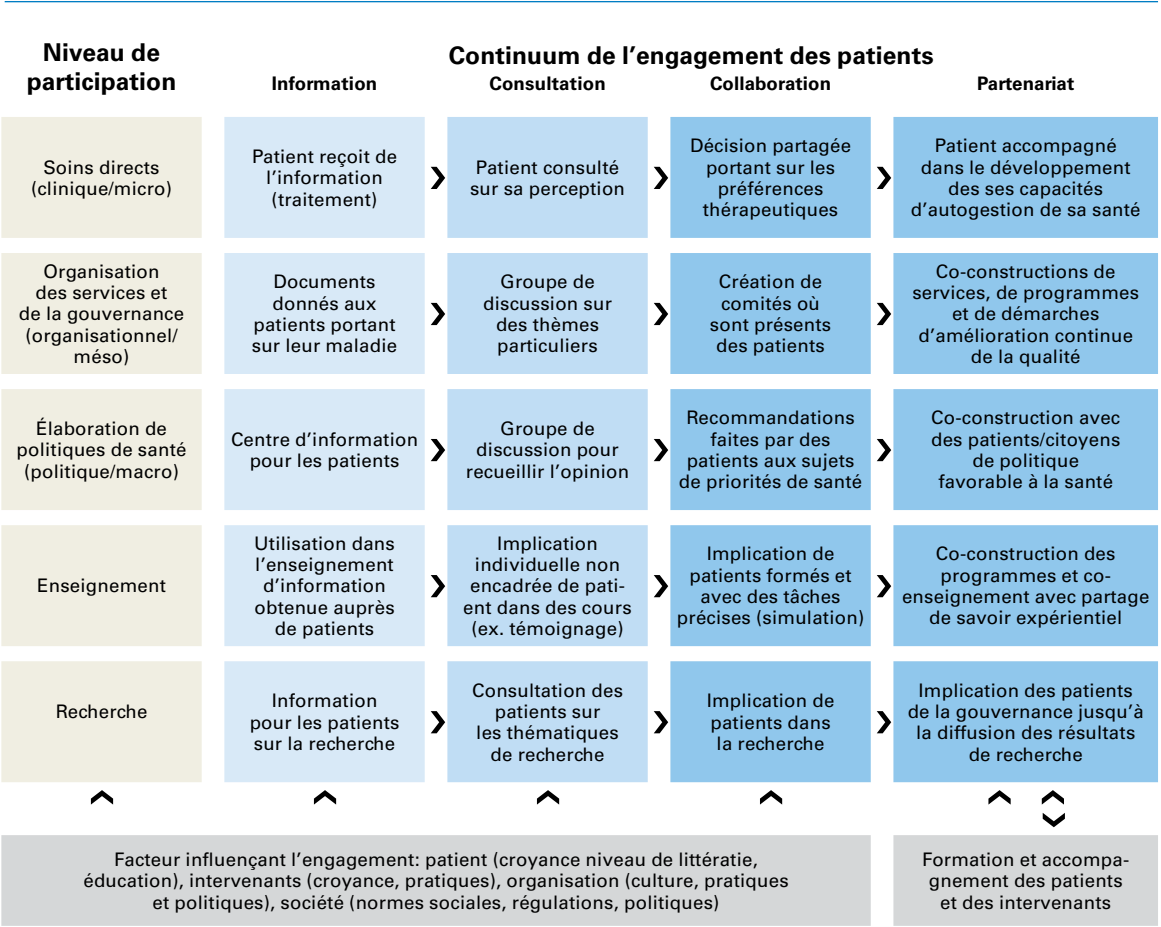 Niveau de
participation
Continuum de l'engagement des patients
Information
Consultation
Collaboration
Partenariat
Soins directs
(clinique/micro)
Patient reçoit de
l'information
(traitement)
Patient consulté
sur sa perception
Décision partagée
portant sur les
préférences
thérapeutiques
Patient accompagné
dans le développement
des ses capacités
d'autogestion de sa santé
Organisation
des services et
de la gouvernance
(organisationnel/
méso)
Documents
donnés aux
patients portant
sur leur maladie
Groupe de
discussion sur
des thèmes
particuliers
Création de
comités où
sont présents
des patients
Co-constructions de
services, de programmes
et de démarches
d'amélioration continue
de la qualité
Élaboration de
politiques de santé
(politique/macro)
Centre d'information
pour les patients
Groupe de
discussion pour
recueillir l'opinion
Recommandations
faites par des
patients aux sujets
de priorités de santé
Co-construction avec
des patients/citoyens
de politique
favorable à la santé
Enseignement
Utilisation dans
l'enseignement
d'information
obtenue auprès
de patients
Implication
individuelle non
encadrée de pati-
ent dans des cours
(ex. témoignage)
Implication de
patients formés et
avec des tâches
précises (simulation)
Co-construction des
programmes et co-
enseignement avec partage
de savoir expérientiel
Recherche
Information
pour les patients
sur la recherche
Consultation des
patients sur
les thématiques
de recherche
Implication de
patients dans
la recherche
Implication des patients
de la gouvernance jusqu'à
la diffusion des résultats
de recherche
Facteur influençant l'engagement: patient (croyance niveau de littératie,
éducation), intervenants (croyance, pratiques), organisation (culture, pratiques
et politiques), société (normes sociales, régulations, politiques)
Formation et accompa-
gnement des patients
et des intervenants